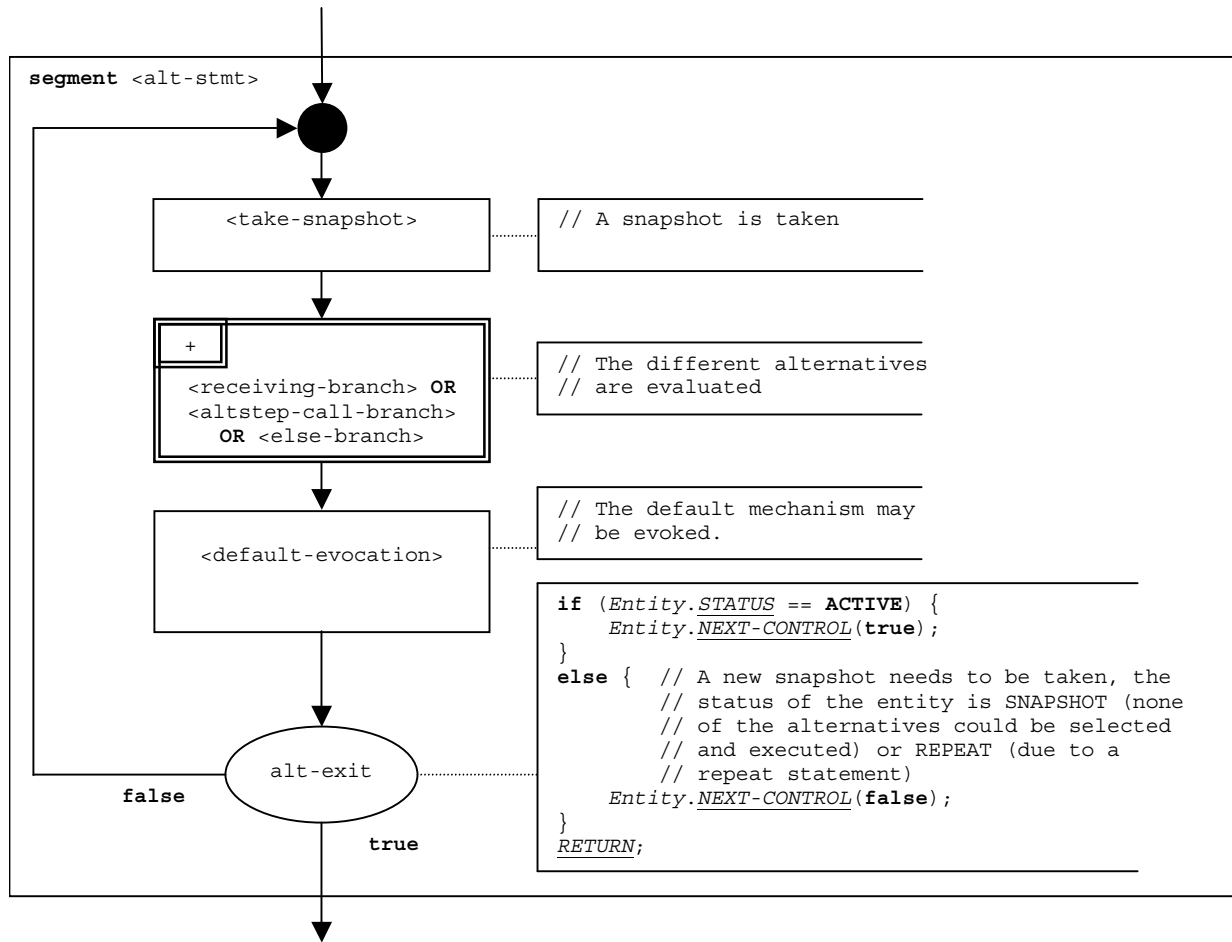 segment <alt-stmt>
<take-snapshot>
// A snapshot is taken
+
<receiving-branch> OR
<altstep-call-branch>
OR <else-branch>
// The different alternatives
// are evaluated
<default-evocation>
// The default mechanism may
// be evoked.
alt-exit
false
true
if (Entity.STATUS == ACTIVE) {
    Entity.NEXT-CONTROL(true);
}
else {  // A new snapshot needs to be taken, the
        // status of the entity is SNAPSHOT (none
        // of the alternatives could be selected
        // and executed) or REPEAT (due to a
        // repeat statement)
    Entity.NEXT-CONTROL(false);
}
RETURN;